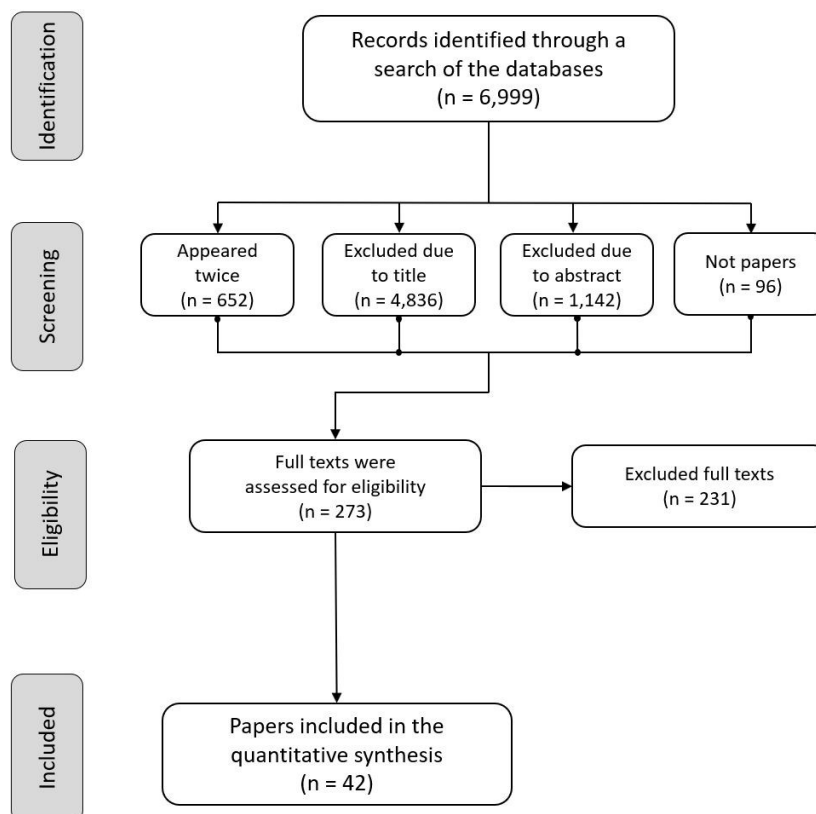 Identification
Records identified through a
search of the databases
(n = 6,999)
Screening
Appeared
twice
(n = 652)
Excluded due
to title
(n = 4,836)
Excluded due
to abstract
(n = 1,142)
Not papers
(n = 96)
Eligibility
Full texts were
assessed for eligibility
(n = 273)
Excluded full texts
(n = 231)
Included
Papers included in the
quantitative synthesis
(n = 42)